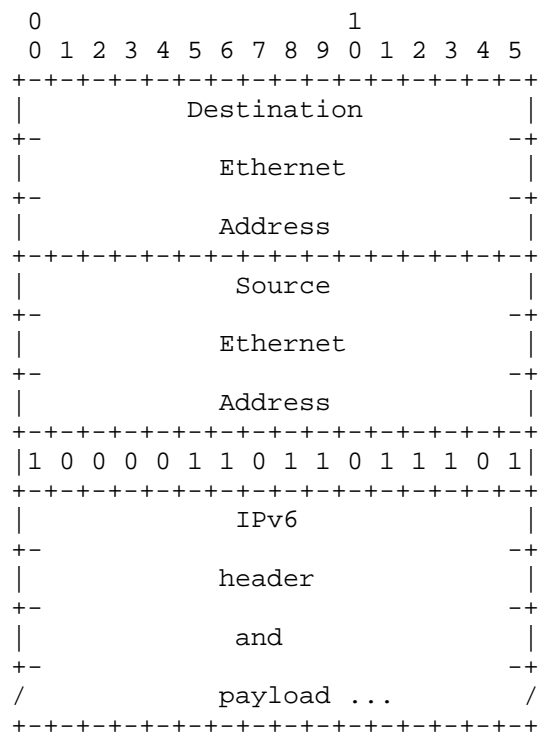 0                   1
0 1 2 3 4 5 6 7 8 9 0 1 2 3 4 5
+-+-+-+-+-+-+-+-+-+-+-+-+-+-+-+-+
|          Destination          |
+-                             -+
|            Ethernet           |
+-                             -+
|            Address            |
+-+-+-+-+-+-+-+-+-+-+-+-+-+-+-+-+
|             Source            |
+-                             -+
|            Ethernet           |
+-                             -+
|            Address            |
+-+-+-+-+-+-+-+-+-+-+-+-+-+-+-+-+
|1 0 0 0 0 1 1 0 1 1 0 1 1 1 0 1|
+-+-+-+-+-+-+-+-+-+-+-+-+-+-+-+-+
|             IPv6              |
+-                             -+
|            header             |
+-                             -+
|             and               |
+-                             -+
/            payload ...        /
+-+-+-+-+-+-+-+-+-+-+-+-+-+-+-+-+